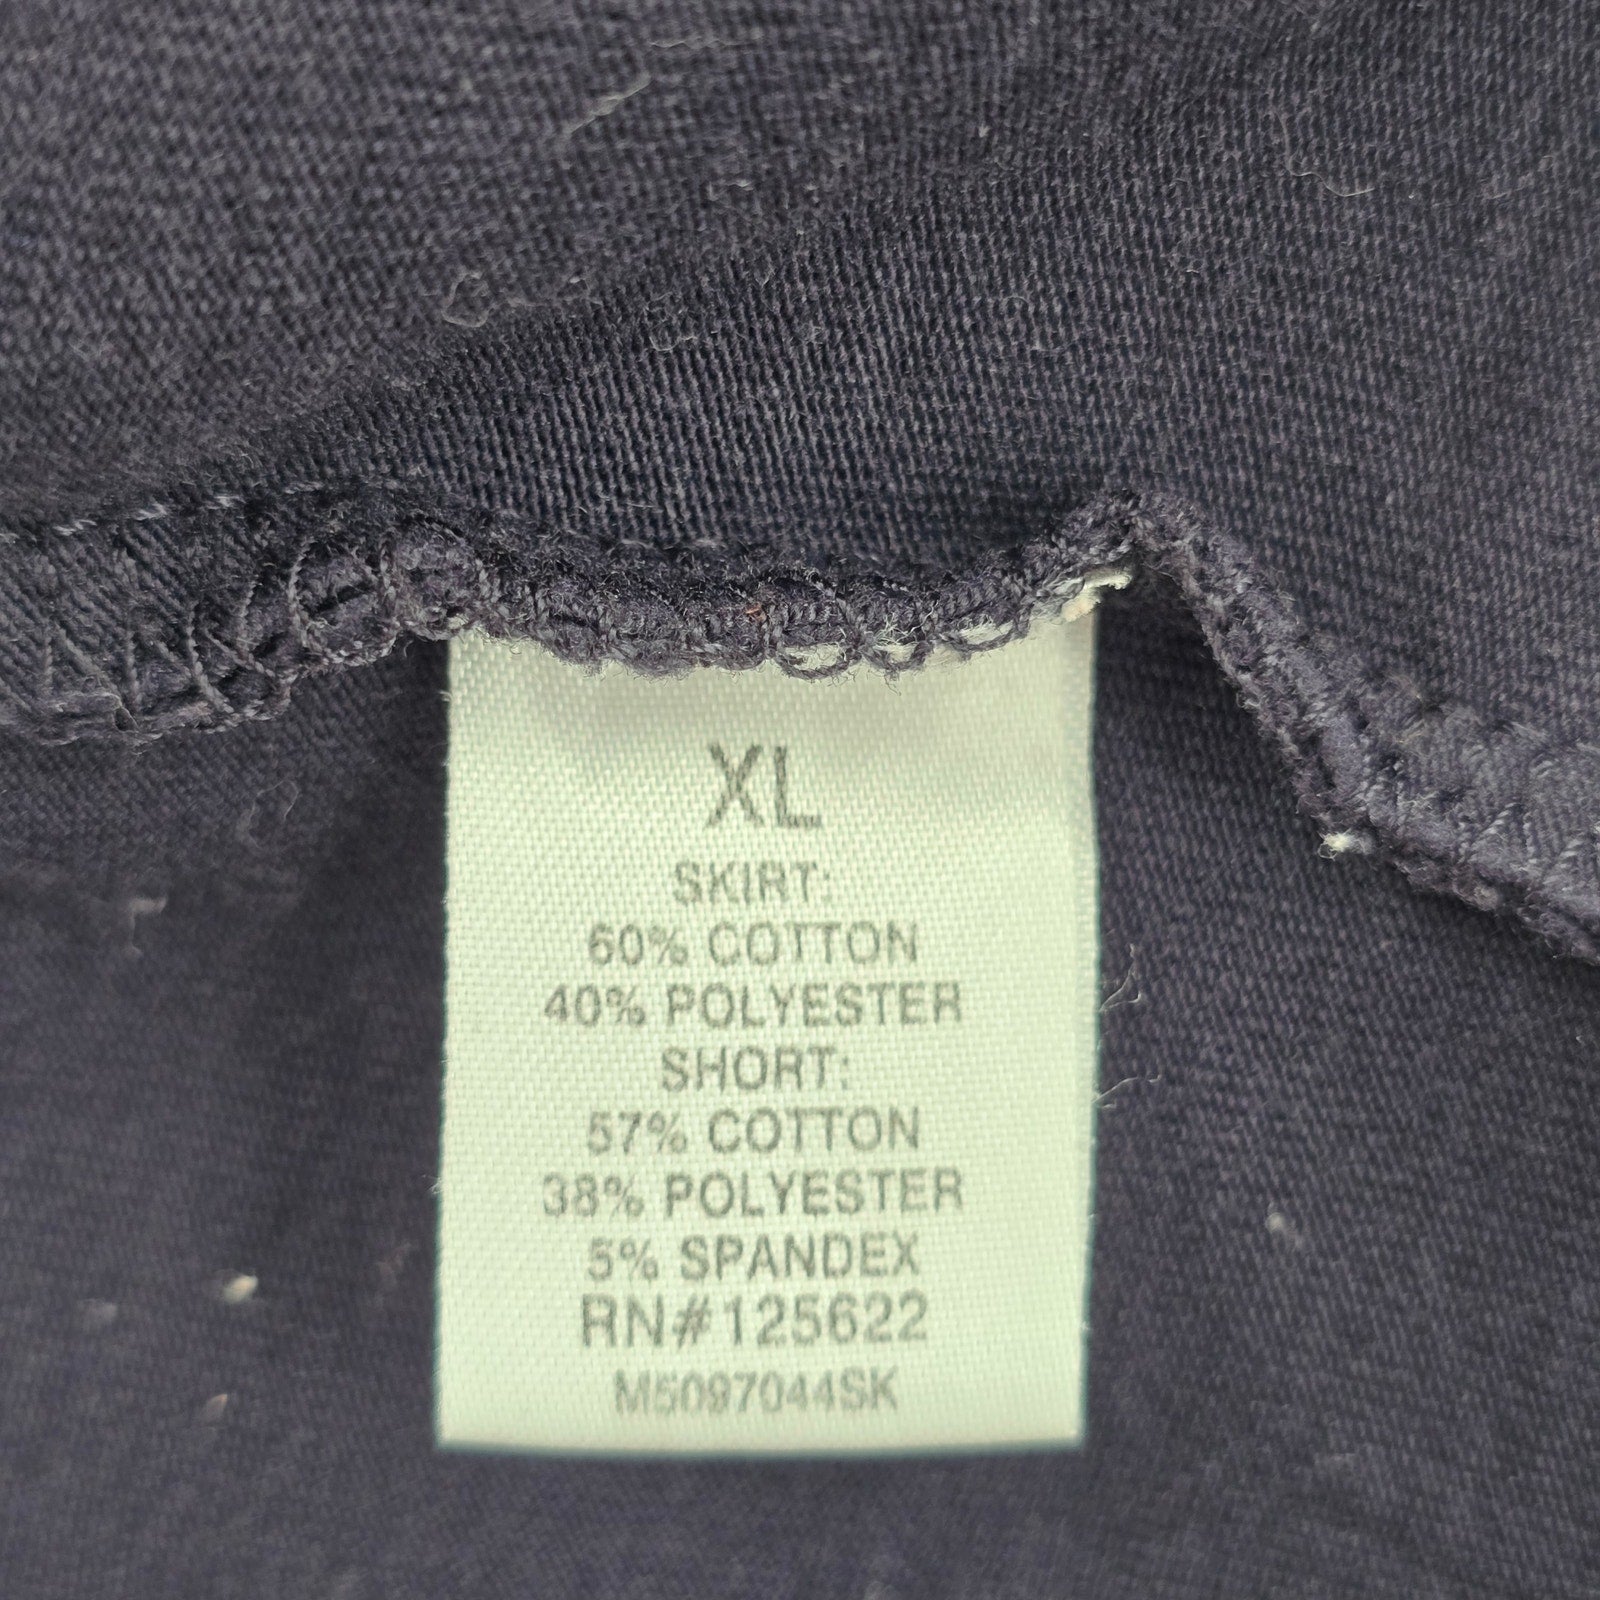 XL
SKIRT:
60% COTTON
40% POLYESTER
SHORT:
57% COTTON
38% POLYESTER
5% SPANDEX
RN#125622
M5097044SK